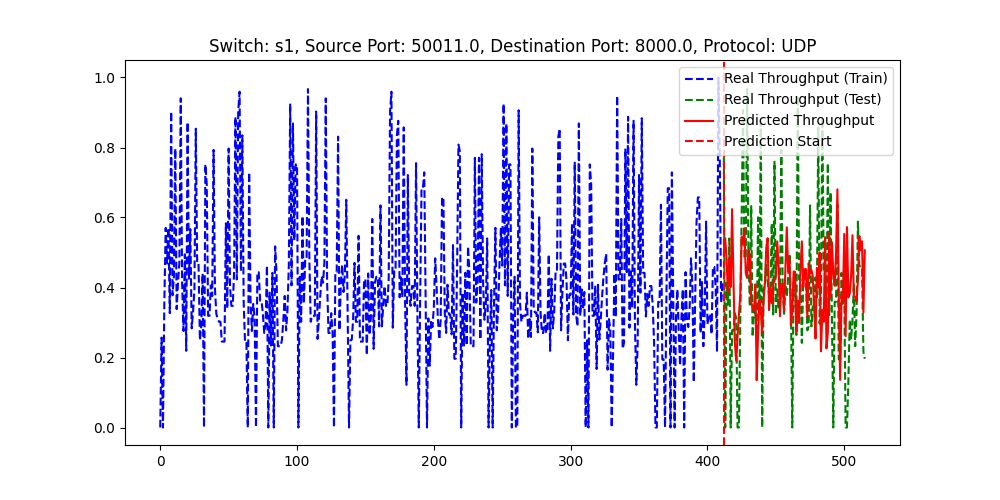 Switch: s1, Source Port: 50011.0, Destination Port: 8000.0, Protocol: UDP
1.0
0.8
0.6
0.4
0.2
0.0
0
100
200
300
400
500
Real Throughput (Train)
Real Throughput (Test)
Predicted Throughput
Prediction Start